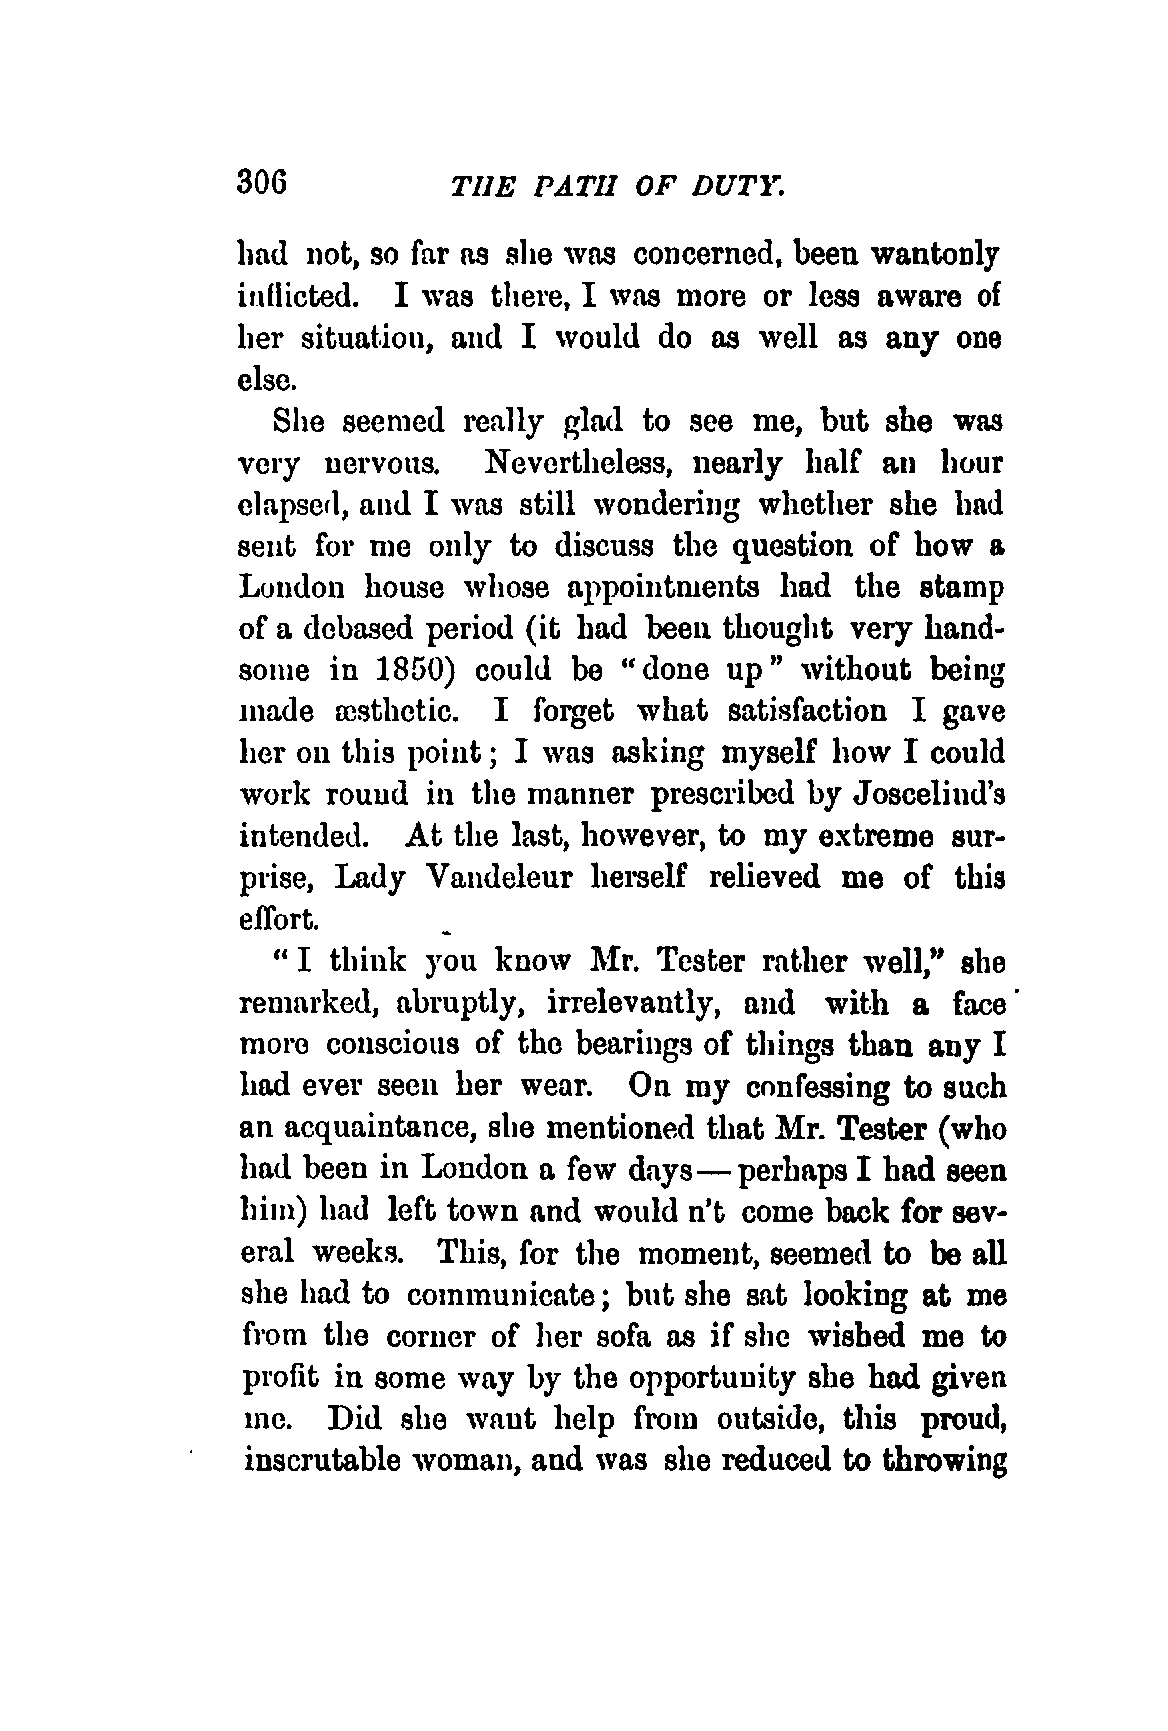 306 THE PATH OF DUTY.
had not, so far as she was concerned, been wantonly
inflicted. I was there, I was more or less aware of
her situation, and I would do as well as any one
else.
She seemed really glad to see me, but she was
very nervous. Nevertheless, nearly half an hour
elapsed, and I was still wondering whether she had
sent for me only to discuss the question of how a
London house whose appointments had the stamp
of a debased period (it had been thought very hand-
some in 1850) could be “done up” without being
made æsthetic. I forget what satisfaction I gave
her on this point; I was asking myself how I could
work round in the manner prescribed by Joscelind's
intended. At the last, however, to my extreme sur-
prise, Lady Vandeleur herself relieved me of this
effort.
“I think you know Mr. Tester rather well,” she
remarked, abruptly, irrelevantly, and with a face
more conscious of the bearings of things than any I
had ever seen her wear. On my confessing to such
an acquaintance, she mentioned that Mr. Tester (who
had been in London a few days—perhaps I had seen
him) had left town and would n't come back for sev-
eral weeks. This, for the moment, seemed to be all
she had to communicate; but she sat looking at me
from the corner of her sofa as if she wished me to
profit in some way by the opportunity she had given
me. Did she want help from outside, this proud,
inscrutable woman, and was she reduced to throwing